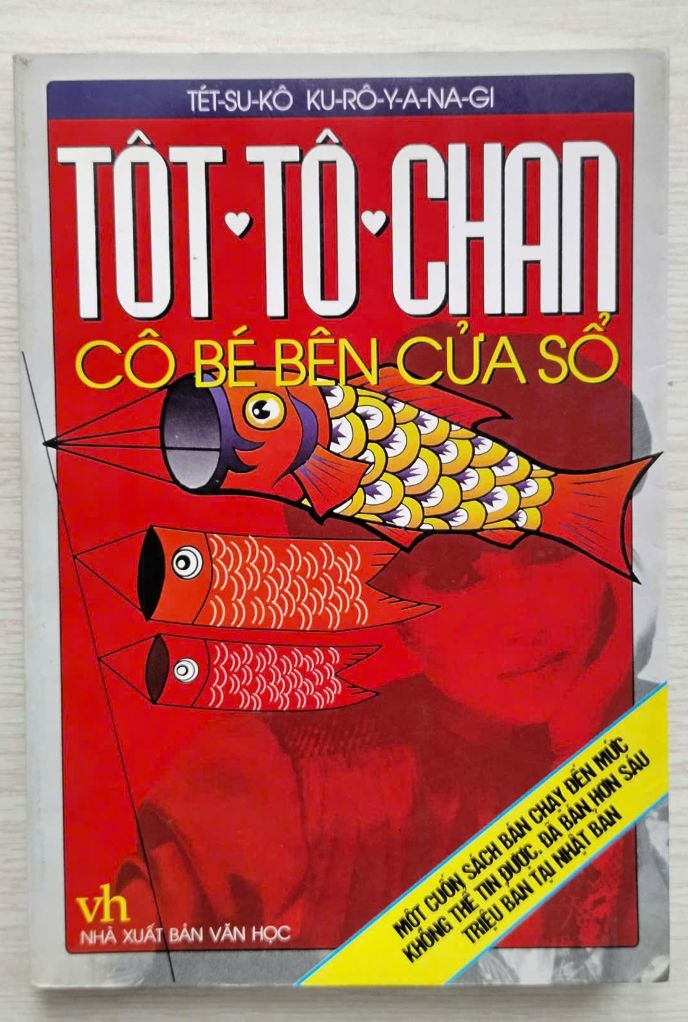 TÉT-SU-KÔ KU-RÔ-Y-A-NA-GI
TÔT♥TÔ♥CHAN
CÔ BÉ BÊN CỬA SỔ
MỘT CUỐN SÁCH BÁN CHẠY ĐẾN MỨC
KHÔNG THỂ TIN ĐƯỢC. ĐÃ BÁN HƠN SÁU
TRIỆU BẢN TẠI NHẬT BẢN
vh
NHÀ XUẤT BẢN VĂN HỌC